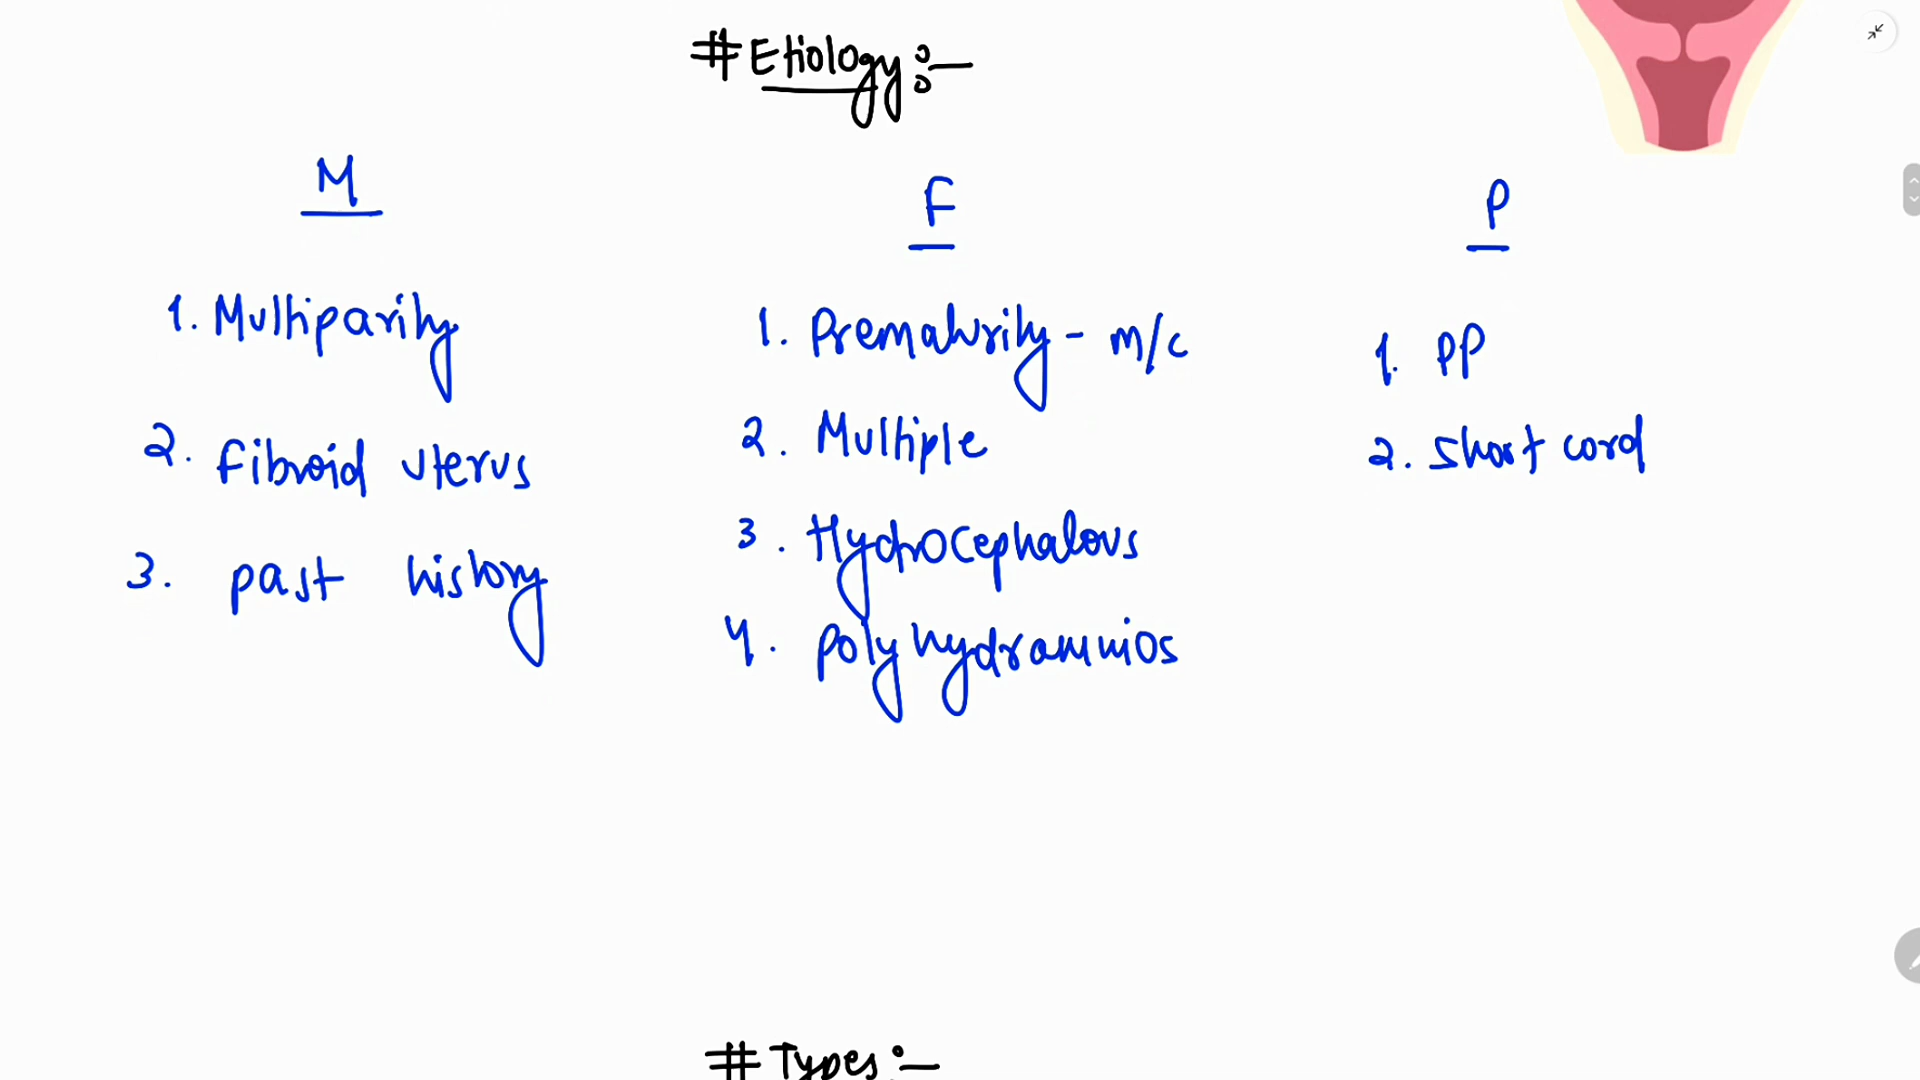 # Etiology :-
M
F
P
1. Multiparity
2. Fibroid uterus
3. past history
1. Prematurity - m/c
2. Multiple
3. Hydrocephalous
4. polyhydramnios
1. PP
2. short cord
# Types :-